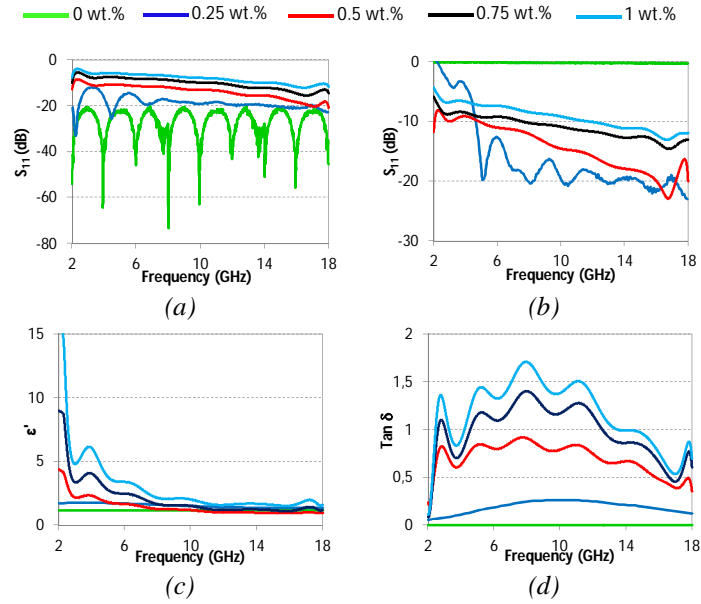 0 wt.% 0.25 wt.% 0.5 wt.% 0.75 wt.% 1 wt.%
0
-20
-40
-60
-80
S11 (dB)
2 6 10 14 18
Frequency (GHz)
(a)
0
-10
-20
-30
S11 (dB)
2 6 10 14 18
Frequency (GHz)
(b)
15
10
5
0
ε'
2 6 10 14 18
Frequency (GHz)
(c)
2
1.5
1
0.5
0
Tan δ
2 6 10 14 18
Frequency (GHz)
(d)